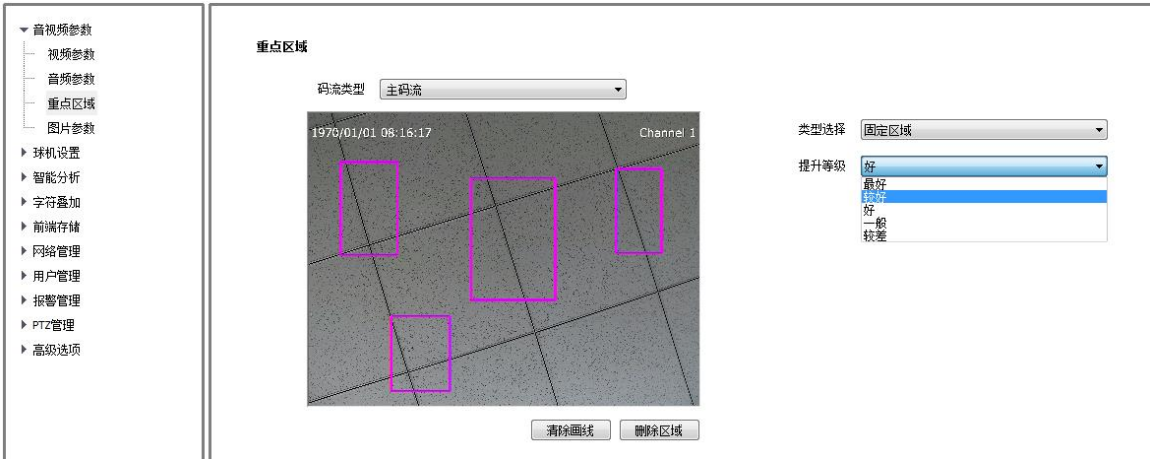 音视频参数
视频参数
音频参数
重点区域
图片参数
球机设置
智能分析
字符叠加
前端存储
网络管理
用户管理
报警管理
PTZ管理
高级选项
重点区域
码流类型 主码流
1970/01/01 08:16:17 Channel 1
类型选择 固定区域
提升等级 好
最好
较好
好
一般
较差
清除画线 删除区域